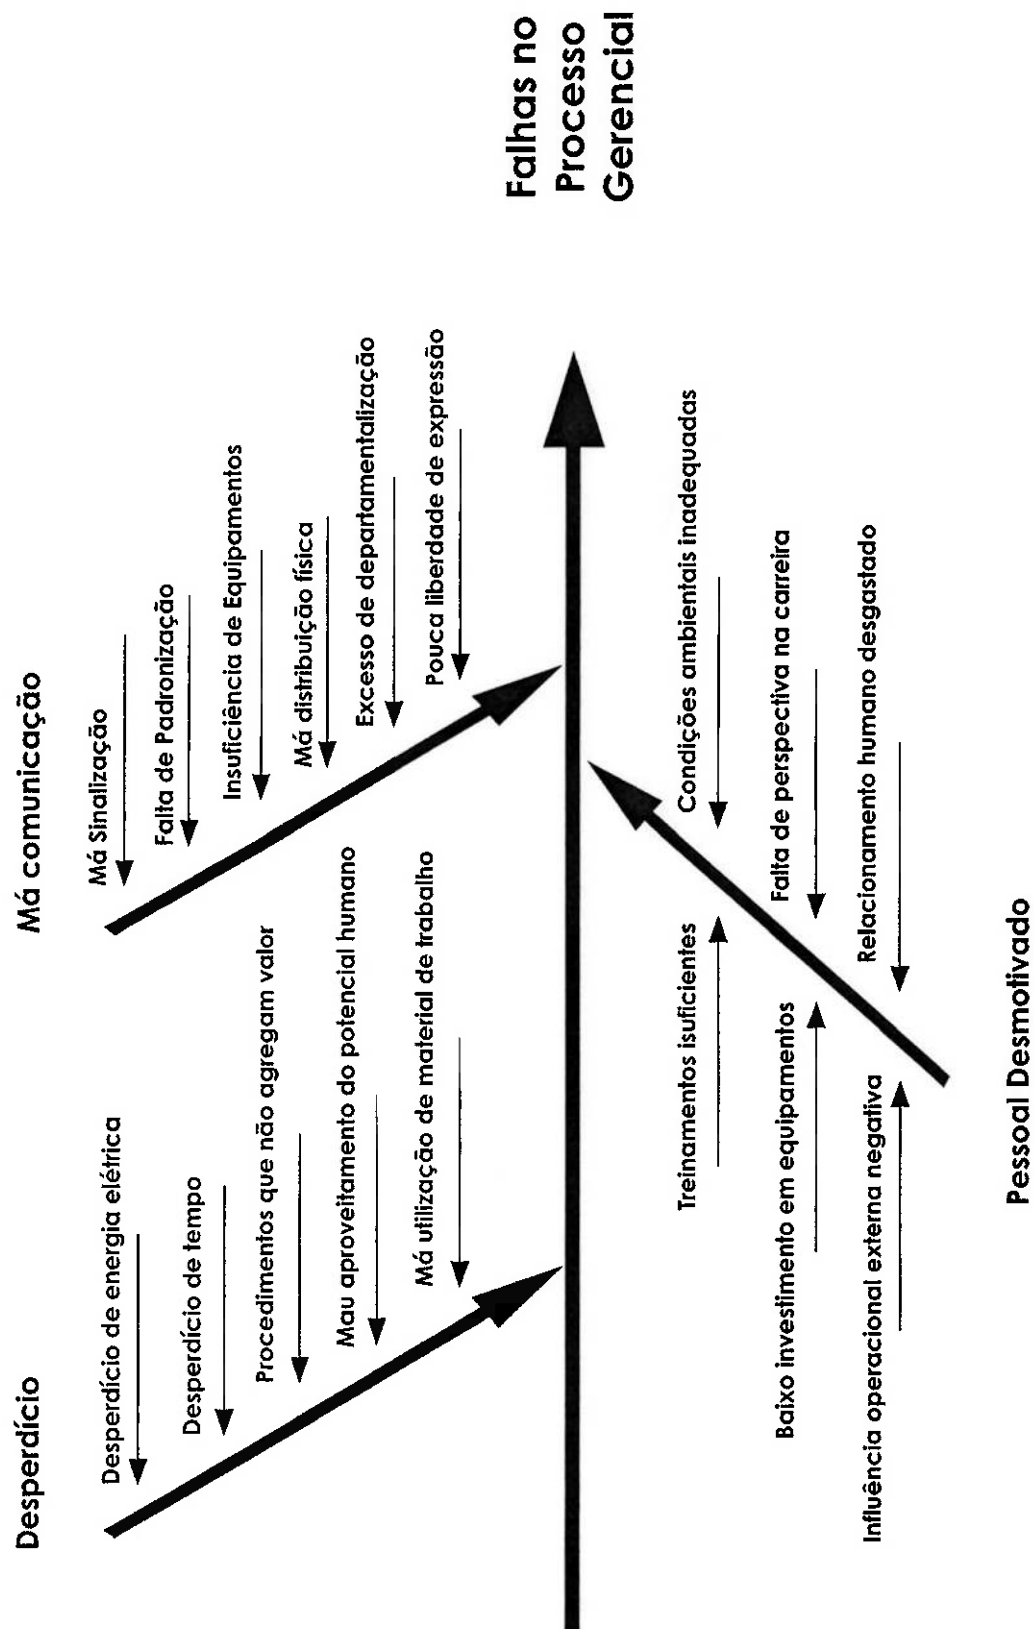 Desperdício
Desperdício de energia elétrica
Desperdício de tempo
Procedimentos que não agregam valor
Mau aproveitamento do potencial humano
Má utilização de material de trabalho
Má comunicação
Má Sinalização
Falta de Padronização
Insuficiência de Equipamentos
Má distribuição física
Excesso de departamentalização
Pouca liberdade de expressão
Falhas no
Processo
Gerencial
Treinamentos isuficientes
Baixo investimento em equipamentos
Influência operacional externa negativa
Condições ambientais inadequadas
Falta de perspectiva na carreira
Relacionamento humano desgastado
Pessoal Desmotivado